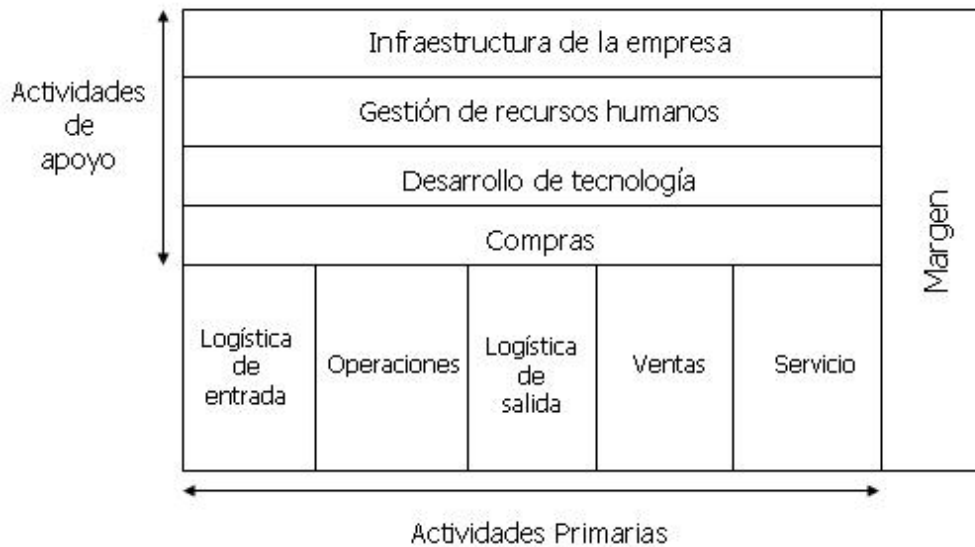 Actividades
de
apoyo
Infraestructura de la empresa
Gestión de recursos humanos
Desarrollo de tecnología
Compras
Logística
de
entrada
Operaciones
Logística
de
salida
Ventas
Servicio
Margen
Actividades Primarias